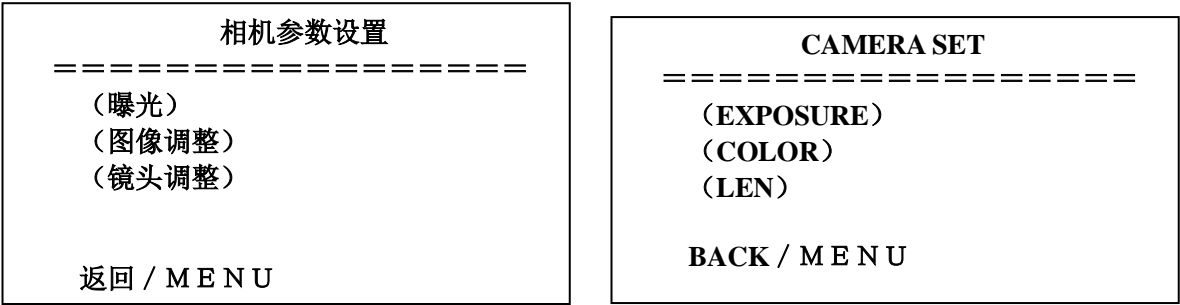 相机参数设置
==================
（曝光）
（图像调整）
（镜头调整）
返回／ＭＥＮＵ
CAMERA SET
==================
（EXPOSURE）
（COLOR）
（LEN）
BACK／ＭＥＮＵ